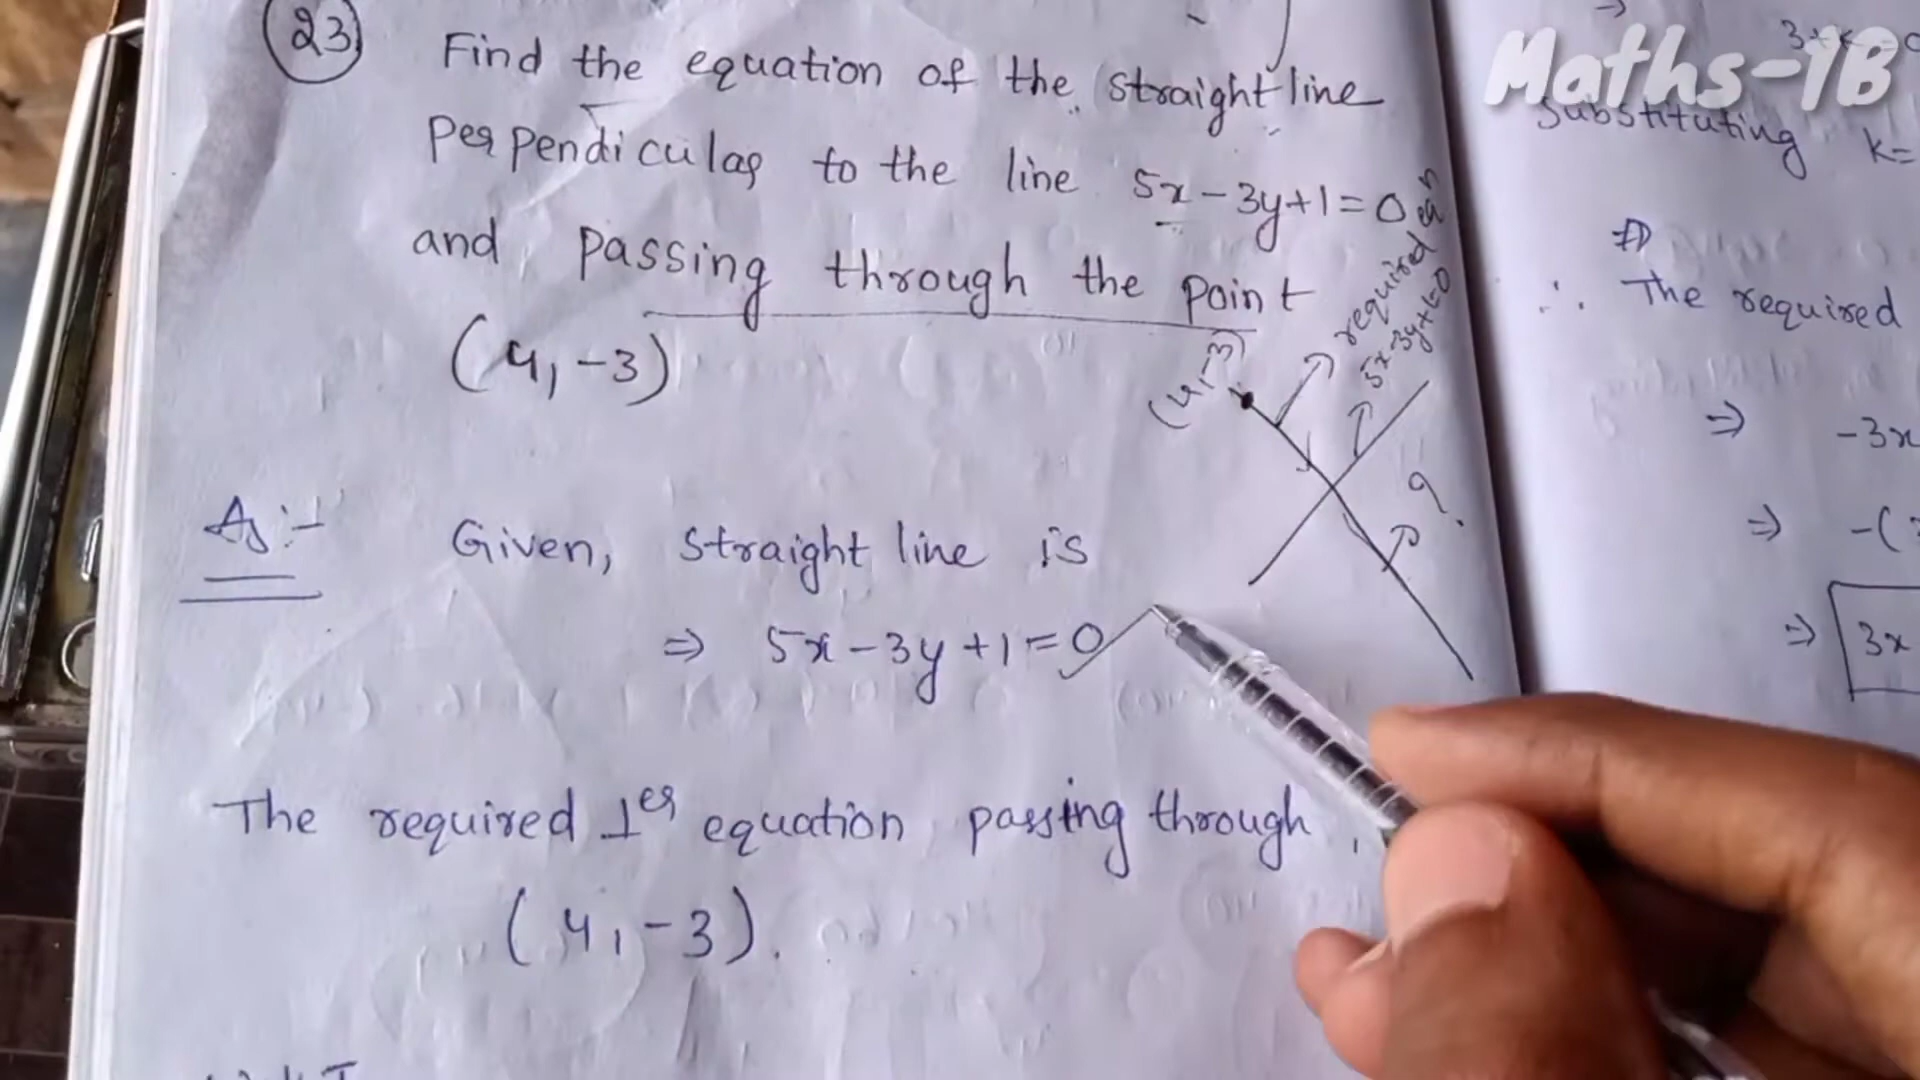 23 Find the equation of the straight line
perpendicular to the line 5x-3y+1=0
and passing through the point
(4,-3)
(4,-3)
required eqn
5x-3y+1=0
?
Given, straight line is
⇒ 5x-3y+1=0
The required ⊥er equation passing through
(4,-3).
Maths-1B
Substituting k=
∴ The required
⇒ -3x
⇒ -(
⇒ 3x